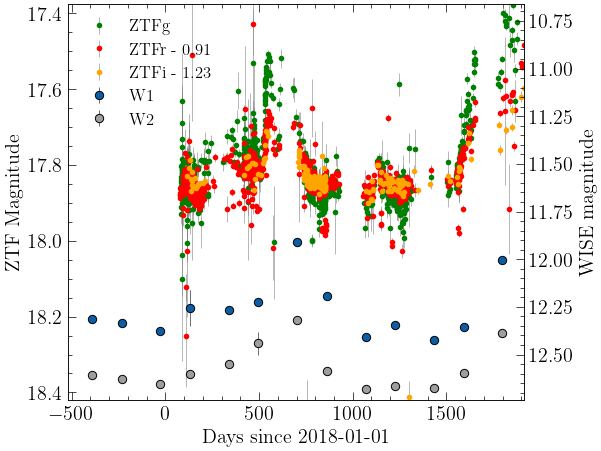 ZTFg
ZTFr - 0.91
ZTFi - 1.23
W1
W2
ZTF Magnitude
17.4
17.6
17.8
18.0
18.2
18.4
WISE magnitude
10.75
11.00
11.25
11.50
11.75
12.00
12.25
12.50
−500
0
500
1000
1500
Days since 2018-01-01